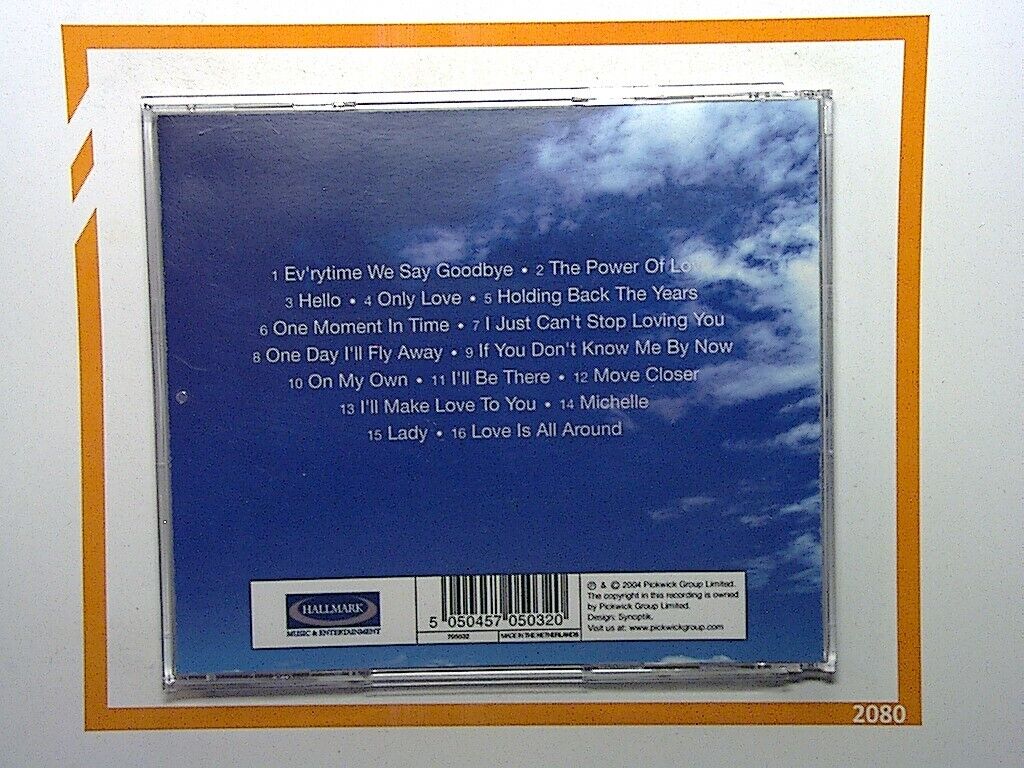 1 Ev'rytime We Say Goodbye • 2 The Power Of
3 Hello • 4 Only Love • 5 Holding Back The Years
6 One Moment In Time • 7 I Just Can't Stop Loving You
8 One Day I'll Fly Away • 9 If You Don't Know Me By Now
10 On My Own • 11 I'll Be There • 12 Move Closer
13 I'll Make Love To You • 14 Michelle
15 Lady • 16 Love Is All Around
HALLMARK
MUSIC & ENTERTAINMENT
5 050457 050320
705032
MADE IN THE NETHERLANDS
℗ & © 2004 Pickwick Group Limited.
The copyright in this recording is owned
by Pickwick Group Limited.
Design: Synoptik.
Visit us at: www.pickwickgroup.com
2080